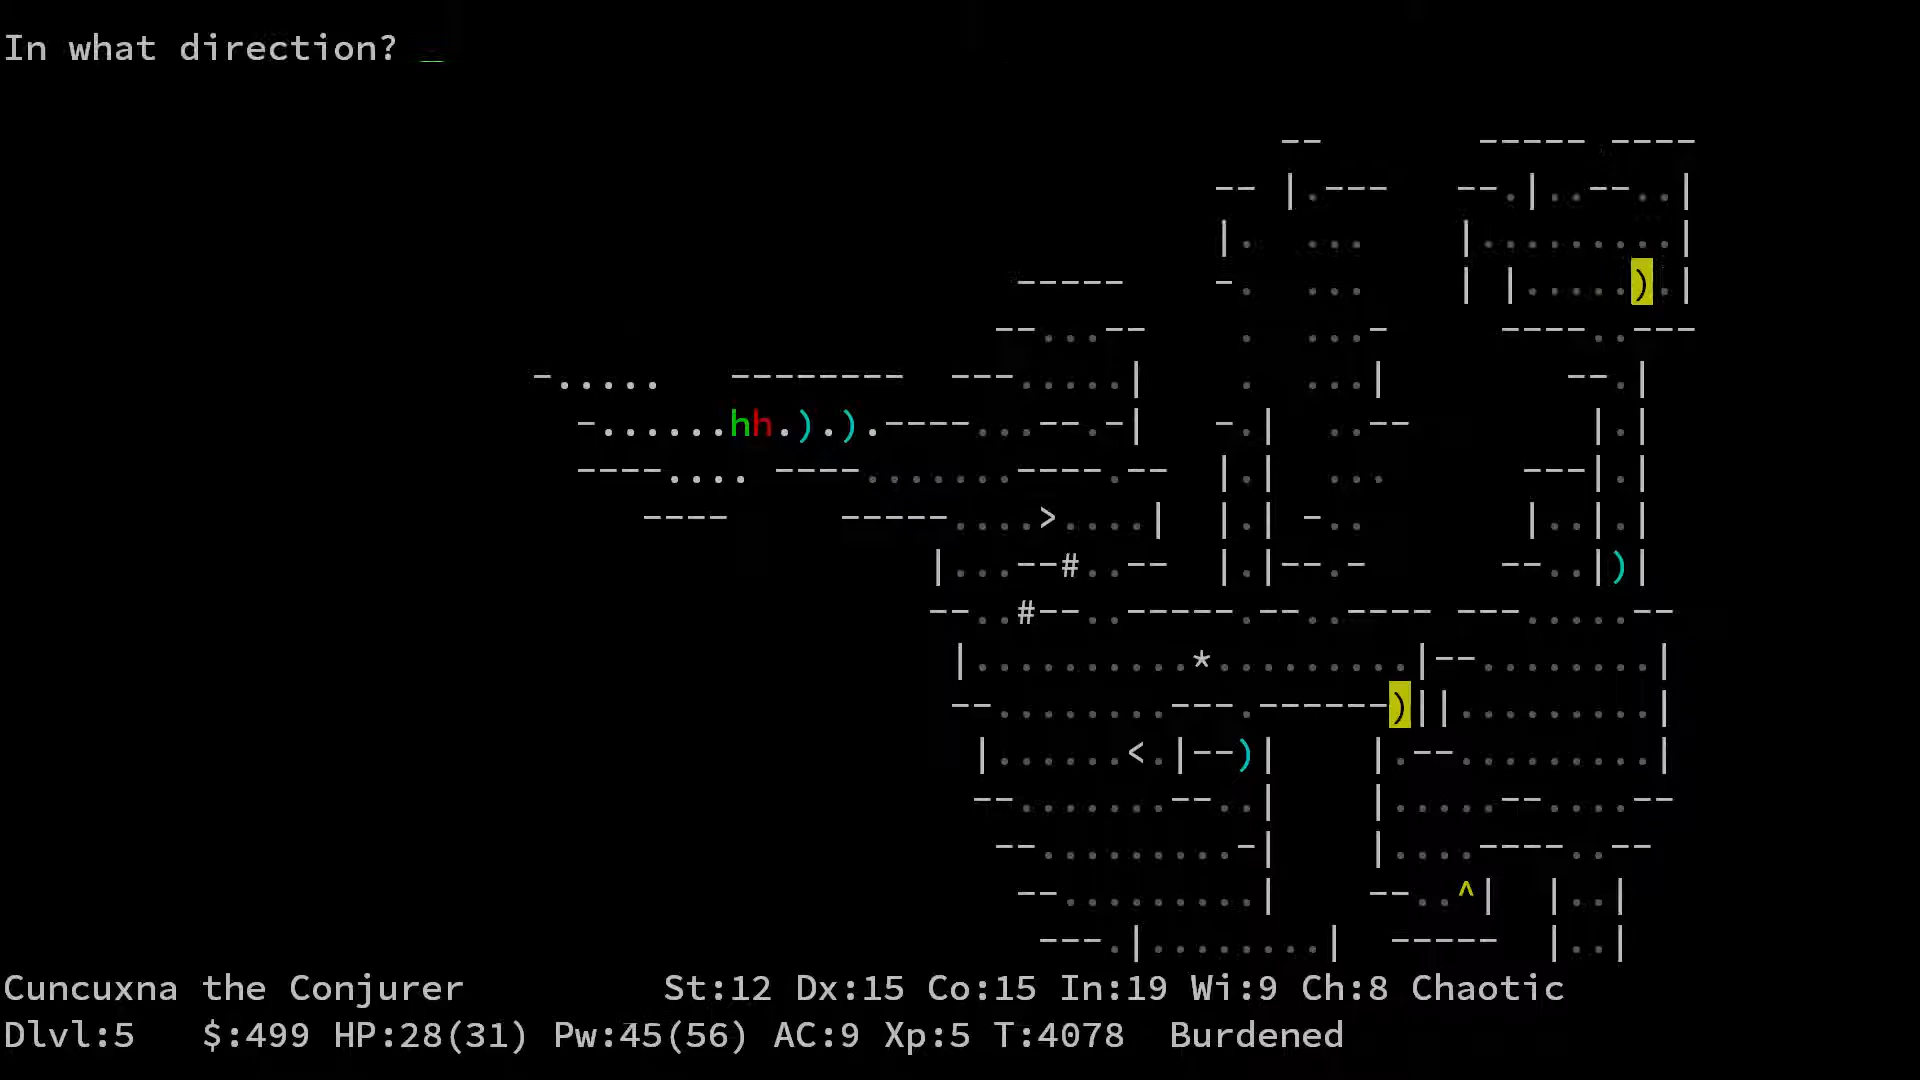 In what direction? _
                                                          --       ----- ----
                                                       -- |.---   --.|..--..|
                                                       |.  ...    |.........|
                                              -----    -.  ...    | |.....).|
                                             --...--    .  ...-     ----..---
                        -.....   --------  ---.....|    .  ...|        --.|
                          -......hh.).).----...--.-|   -.|  ..--        |.|
                          ----.... ----.......----.--  |.|  ...      ---|.|
                             ----     -----....>....|  |.| -..       |..|.|
                                          |...--#..--  |.|--.-      --..|)|
                                          --..#--..-----.--..---- ---.....--
                                           |..........*.........|--........|
                                           --........---.------)||.........|
                                            |......<.|--)|    |.--.........|
                                            --.......--..|    |.....--....--
                                             --.........-|    |....----..--
                                              --.........|    --..^|  |..|
                                               ---.|........|  -----  |..|
Cuncuxna the Conjurer         St:12 Dx:15 Co:15 In:19 Wi:9 Ch:8 Chaotic
Dlvl:5   $:499 HP:28(31) Pw:45(56) AC:9 Xp:5 T:4078  Burdened